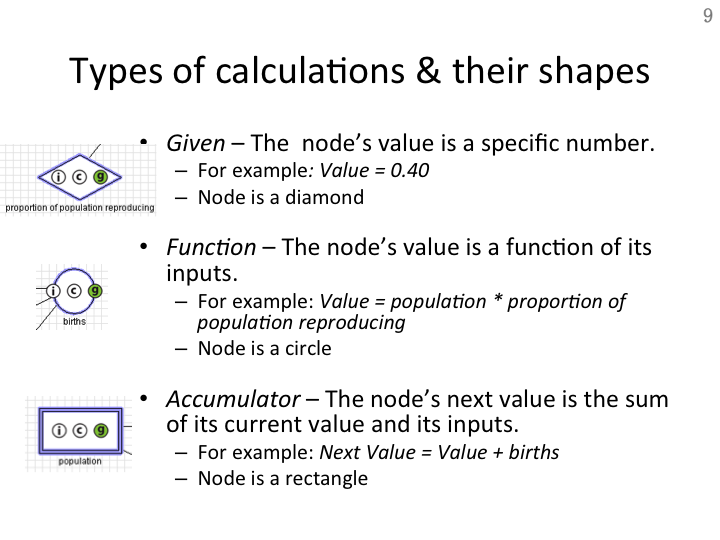 9
Types of calculations & their shapes
• Given – The  node's value is a specific number.
– For example: Value = 0.40
– Node is a diamond
i c g
proportion of population reproducing
• Function – The node's value is a function of its
inputs.
– For example: Value = population * proportion of
population reproducing
– Node is a circle
i c g
births
• Accumulator – The node's next value is the sum
of its current value and its inputs.
– For example: Next Value = Value + births
– Node is a rectangle
i c g
population